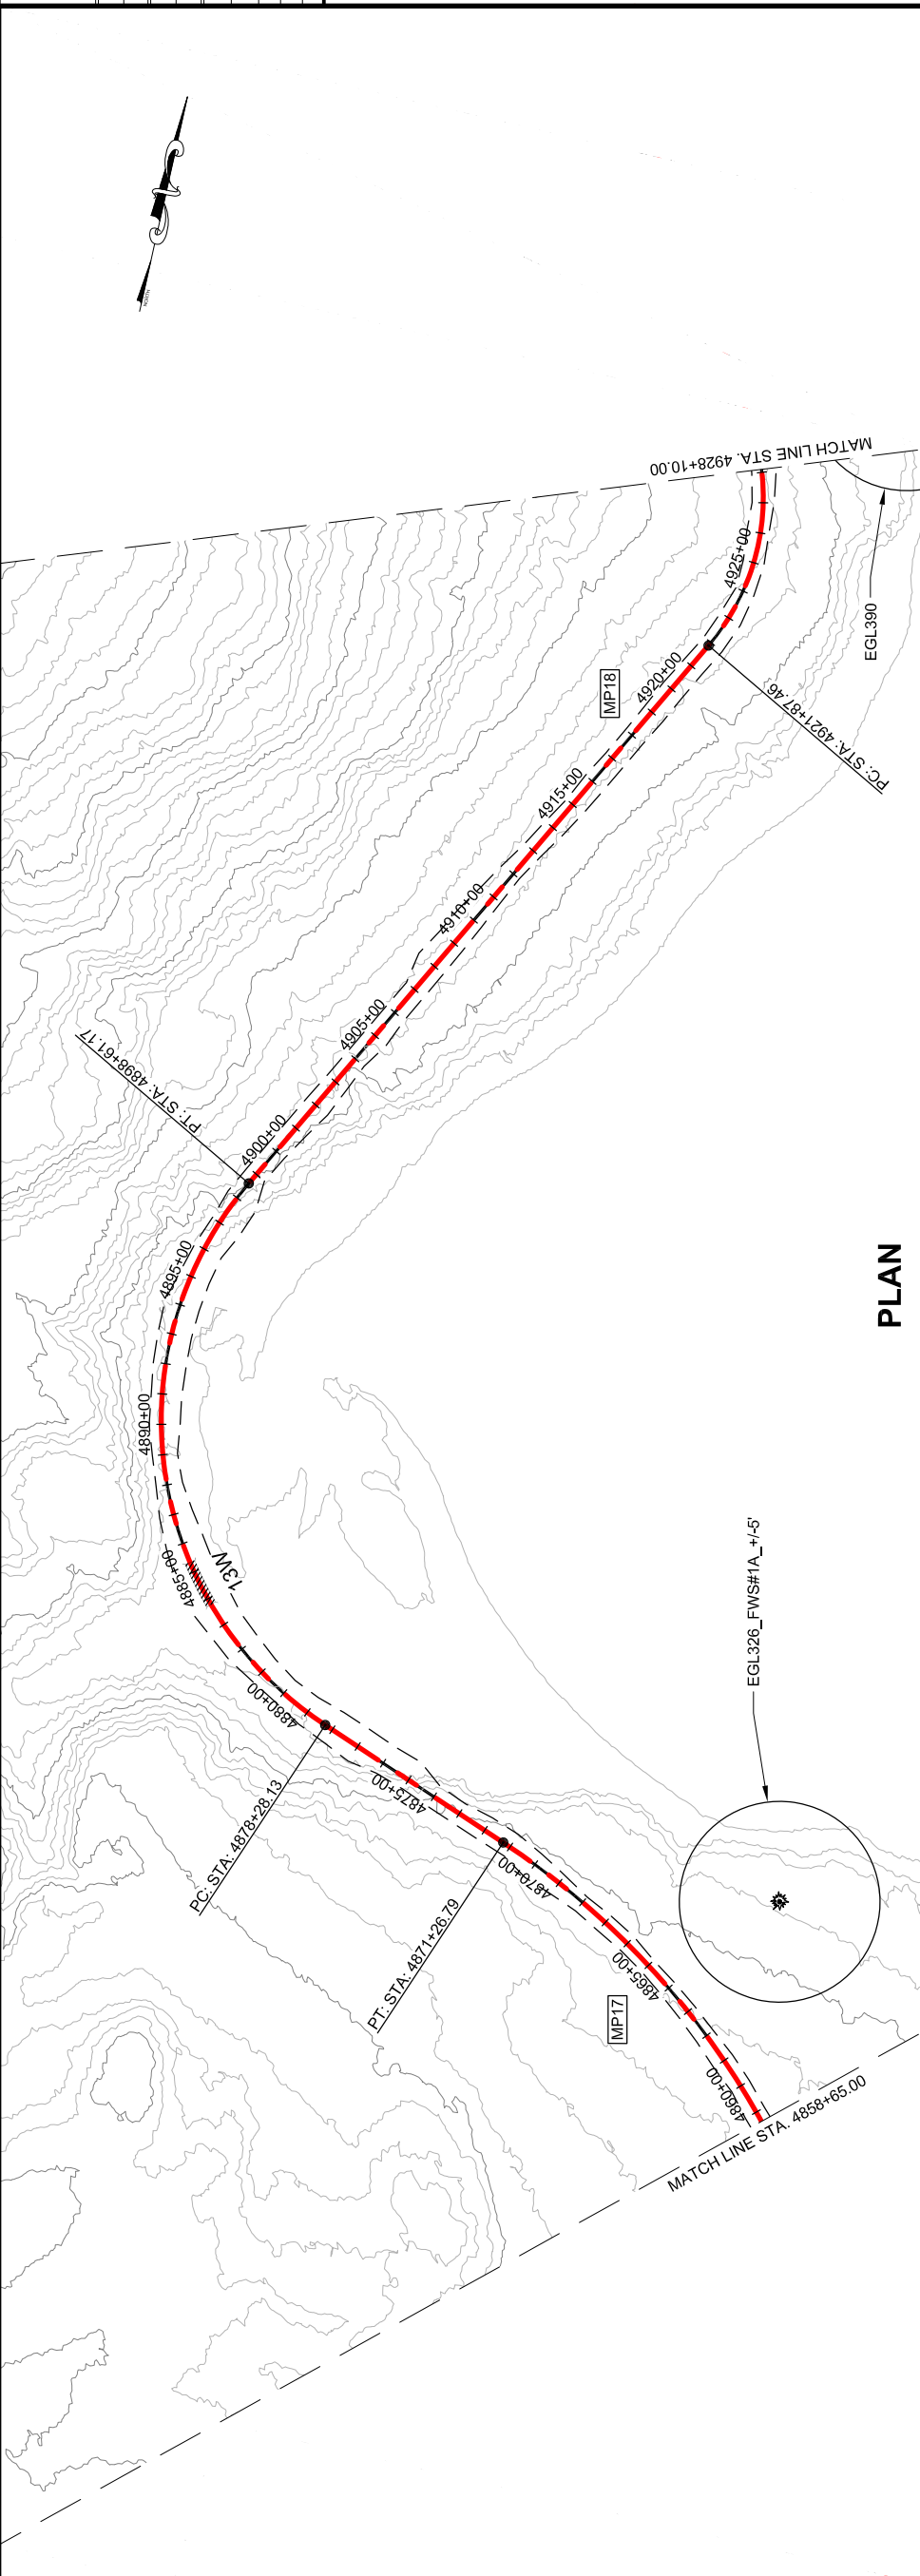 NORTH
MATCH LINE STA. 4928+10.00
EGL390
4925+00
PC: STA: 4921+87.46
4920+00
MP18
4915+00
4910+00
4905+00
PT: STA: 4898+61.17
4900+00
4895+00
4890+00
PLAN
4885+00
13W
4880+00
PC: STA: 4878+28.13
4875+00
EGL326_FWS#1A_+/-5'
PT: STA: 4871+26.79
4870+00
4865+00
MP17
4860+00
MATCH LINE STA. 4858+65.00